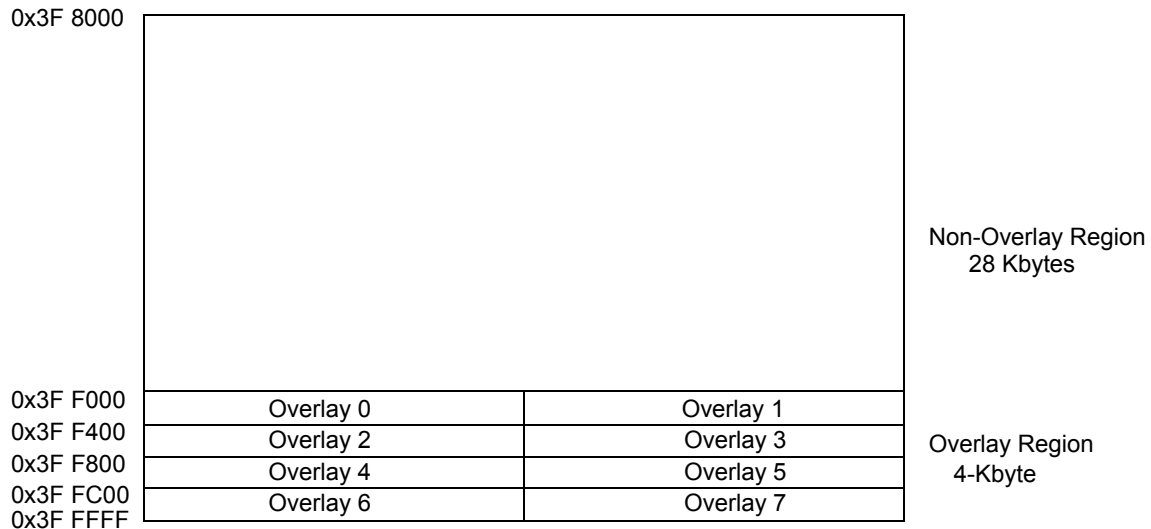 0x3F 8000
Non-Overlay Region
28 Kbytes
0x3F F000
Overlay 0
Overlay 1
0x3F F400
Overlay 2
Overlay 3
Overlay Region
4-Kbyte
0x3F F800
Overlay 4
Overlay 5
0x3F FC00
Overlay 6
Overlay 7
0x3F FFFF